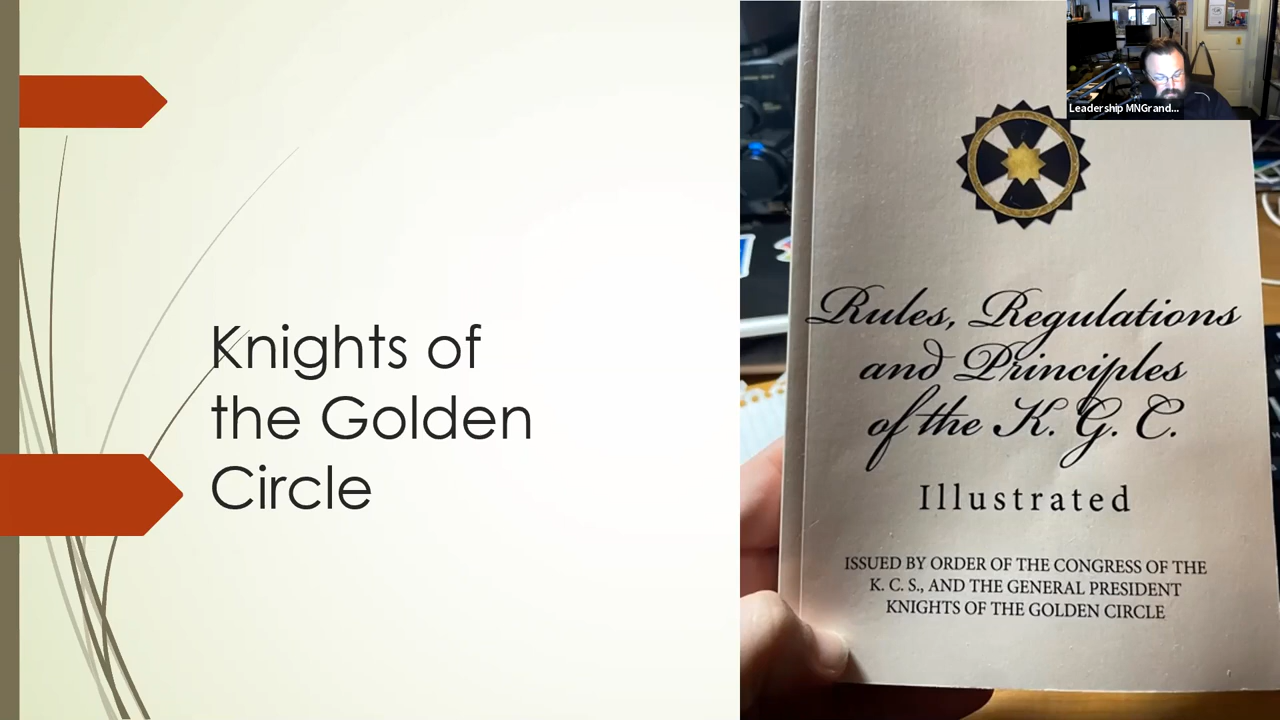 Knights of
the Golden
Circle
Leadership MNGrand...
Rules, Regulations
and Principles
of the K. G. C.
Illustrated
ISSUED BY ORDER OF THE CONGRESS OF THE
K. C. S., AND THE GENERAL PRESIDENT
KNIGHTS OF THE GOLDEN CIRCLE